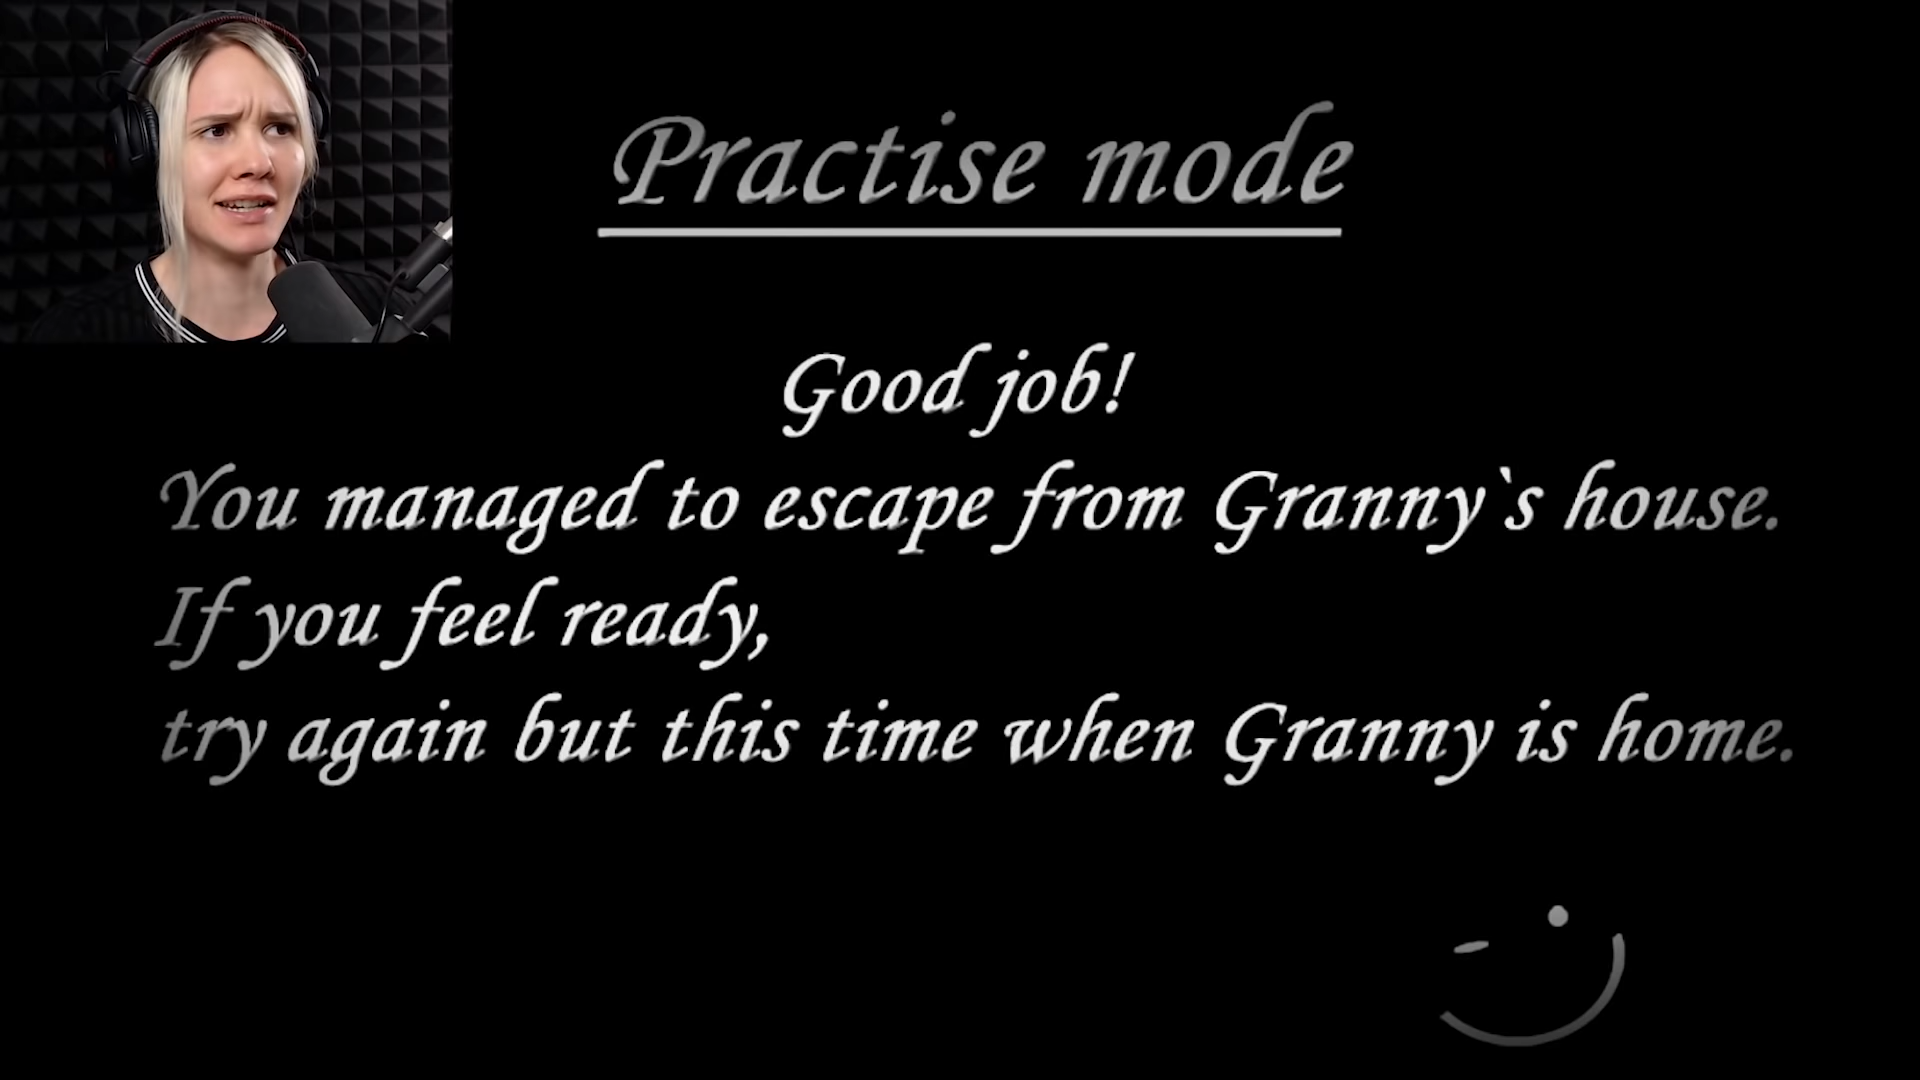 Practise mode
Good job!
You managed to escape from Granny`s house.
If you feel ready,
try again but this time when Granny is home.